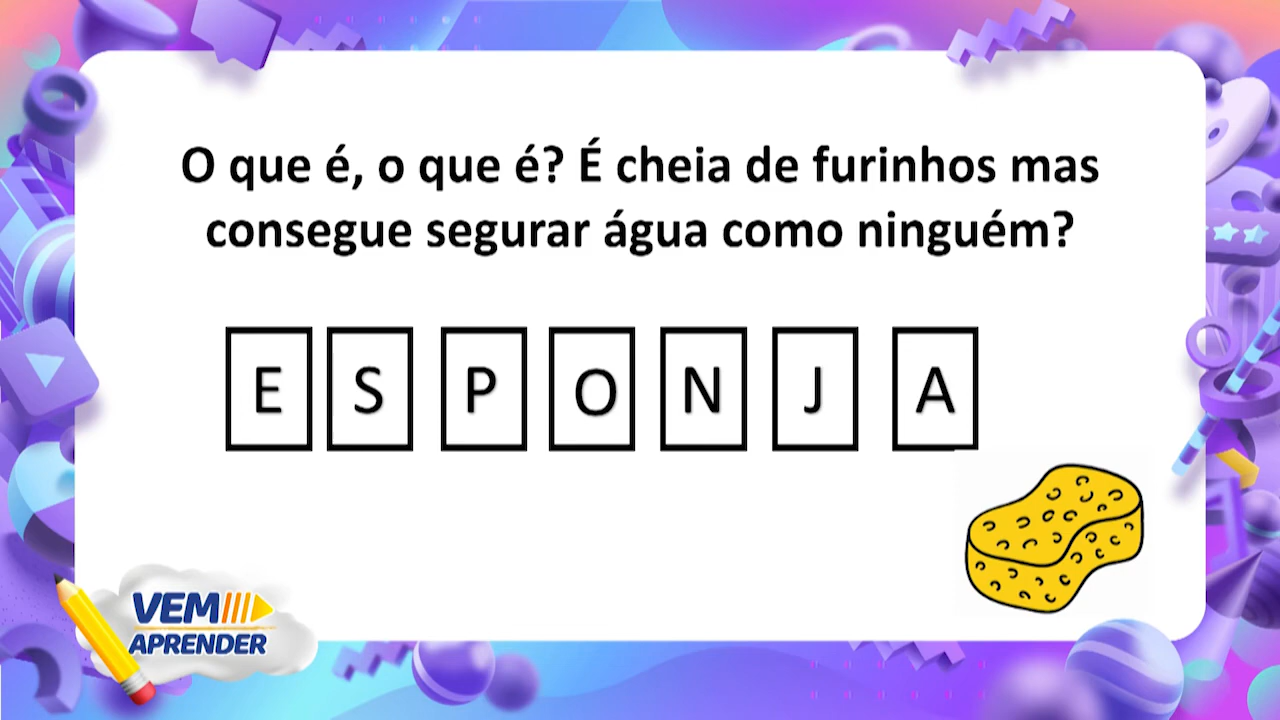 O que é, o que é? É cheia de furinhos mas
consegue segurar água como ninguém?
E S P O N J A
VEM
APRENDER